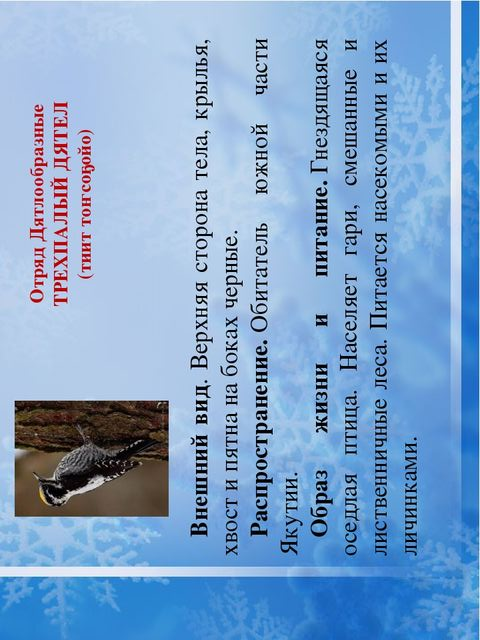 Отряд Дятлообразные
ТРЕХПАЛЫЙ ДЯТЕЛ
(тиит тоҥсоҕойо)
Внешний вид. Верхняя сторона тела, крылья,
хвост и пятна на боках черные.
Распространение. Обитатель южной части
Якутии.
Образ жизни и питание. Гнездящаяся
оседлая птица. Населяет гари, смешанные и
лиственничные леса. Питается насекомыми и их
личинками.